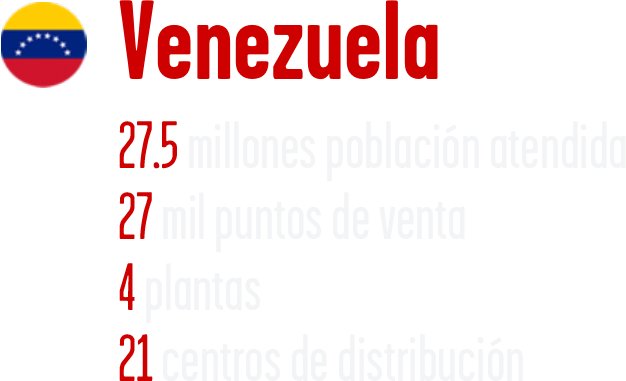 Venezuela
27.5 millones población atendida
27 mil puntos de venta
4 plantas
21 centros de distribución